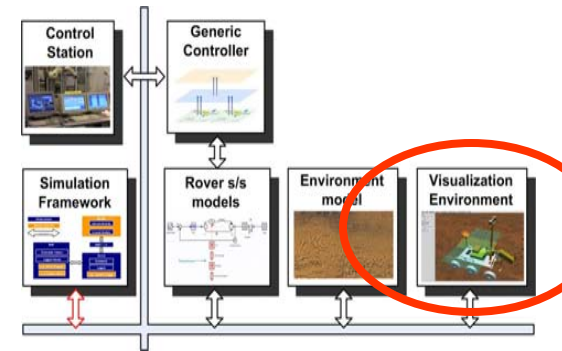 Control
Station
Generic
Controller
Simulation
Framework
Rover s/s
models
Environment
model
Visualization
Environment